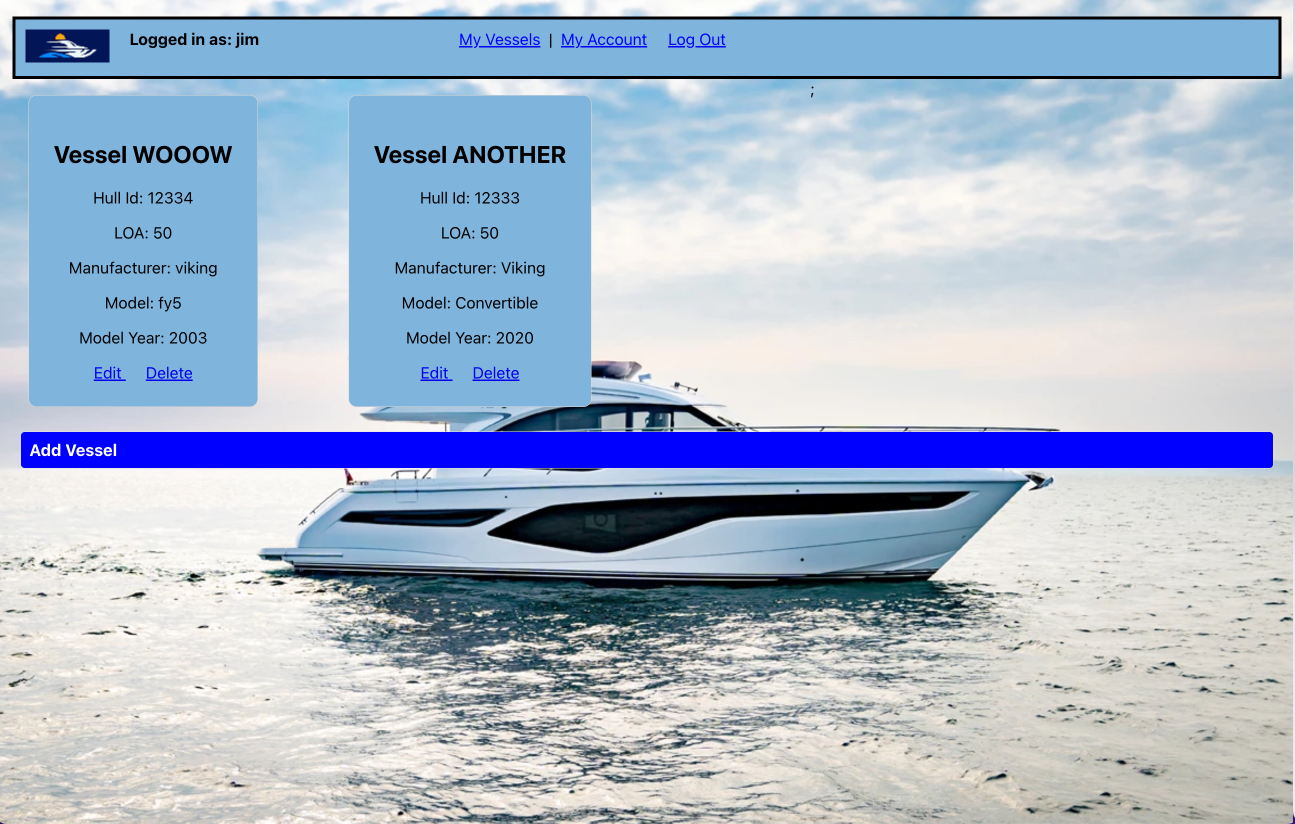 Logged in as: jim My Vessels | My Account Log Out
;
Vessel WOOOW
Hull Id: 12334
LOA: 50
Manufacturer: viking
Model: fy5
Model Year: 2003
Edit Delete
Vessel ANOTHER
Hull Id: 12333
LOA: 50
Manufacturer: Viking
Model: Convertible
Model Year: 2020
Edit Delete
Add Vessel